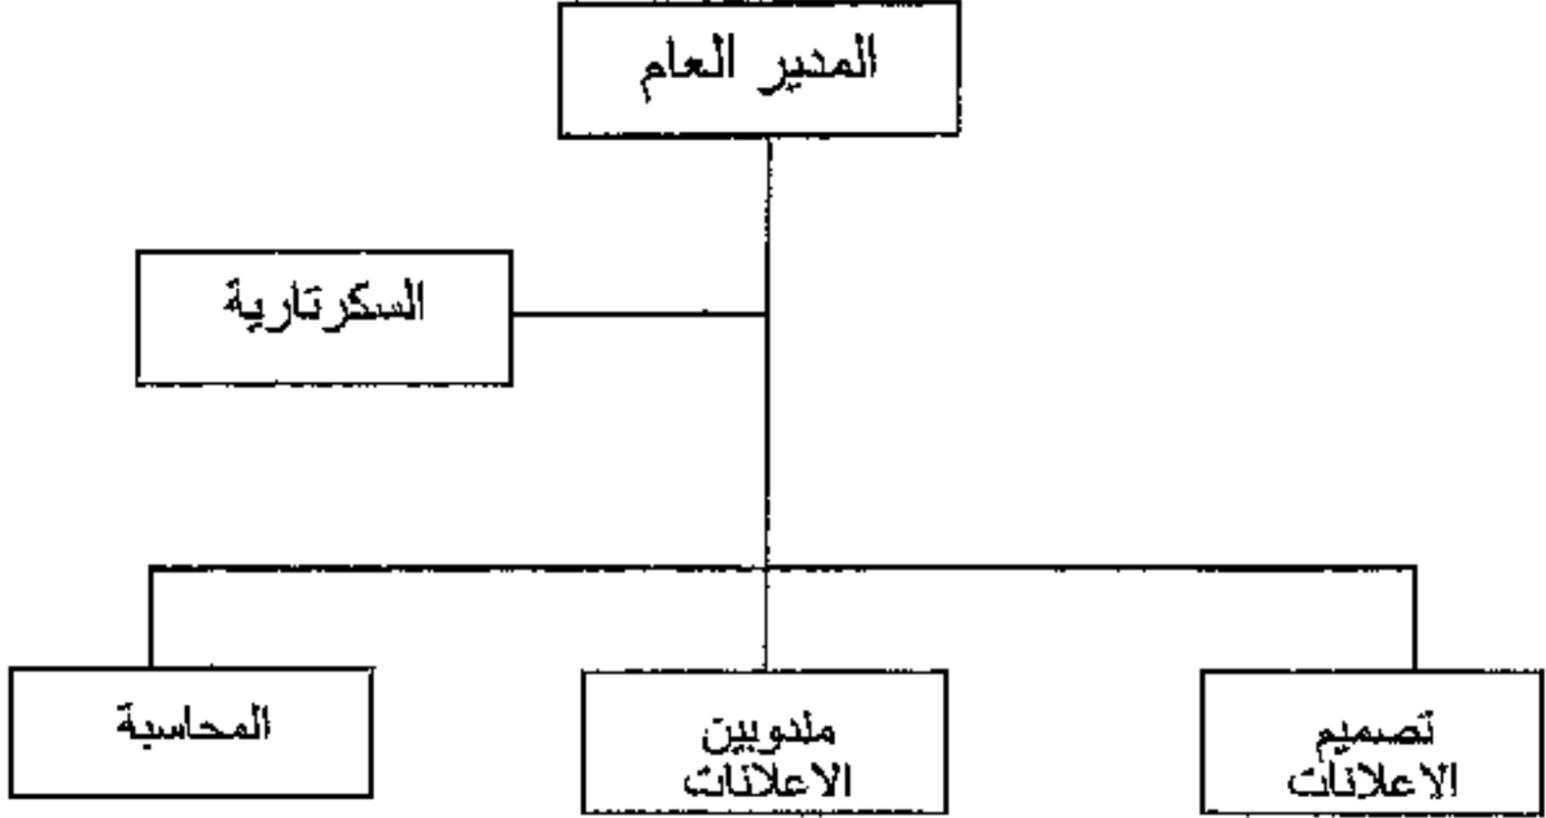 المدير العام
السكرتارية
تصميم
الاعلانات
مندوبين
الاعلانات
المحاسبة